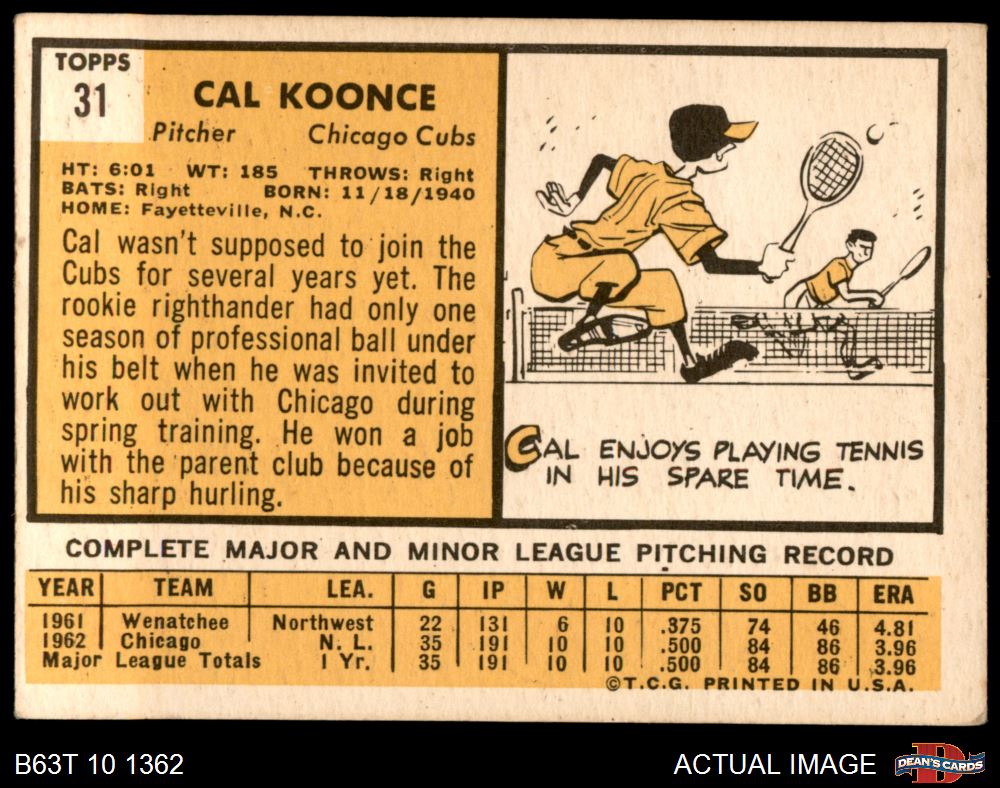 TOPPS
31
CAL KOONCE
Pitcher Chicago Cubs
HT: 6:01 WT: 185 THROWS: Right
BATS: Right BORN: 11/18/1940
HOME: Fayetteville, N.C.
Cal wasn't supposed to join the
Cubs for several years yet. The
rookie righthander had only one
season of professional ball under
his belt when he was invited to
work out with Chicago during
spring training. He won a job
with the parent club because of
his sharp hurling.
CAL ENJOYS PLAYING TENNIS
IN HIS SPARE TIME.
COMPLETE MAJOR AND MINOR LEAGUE PITCHING RECORD
YEAR TEAM LEA. G IP W L PCT SO BB ERA
1961 Wenatchee Northwest 22 131 6 10 .375 74 46 4.81
1962 Chicago N. L. 35 191 10 10 .500 84 86 3.96
Major League Totals 1 Yr. 35 191 10 10 .500 84 86 3.96
©T.C.G. PRINTED IN U.S.A.
B63T 10 1362
ACTUAL IMAGE
D
DEAN'S CARDS